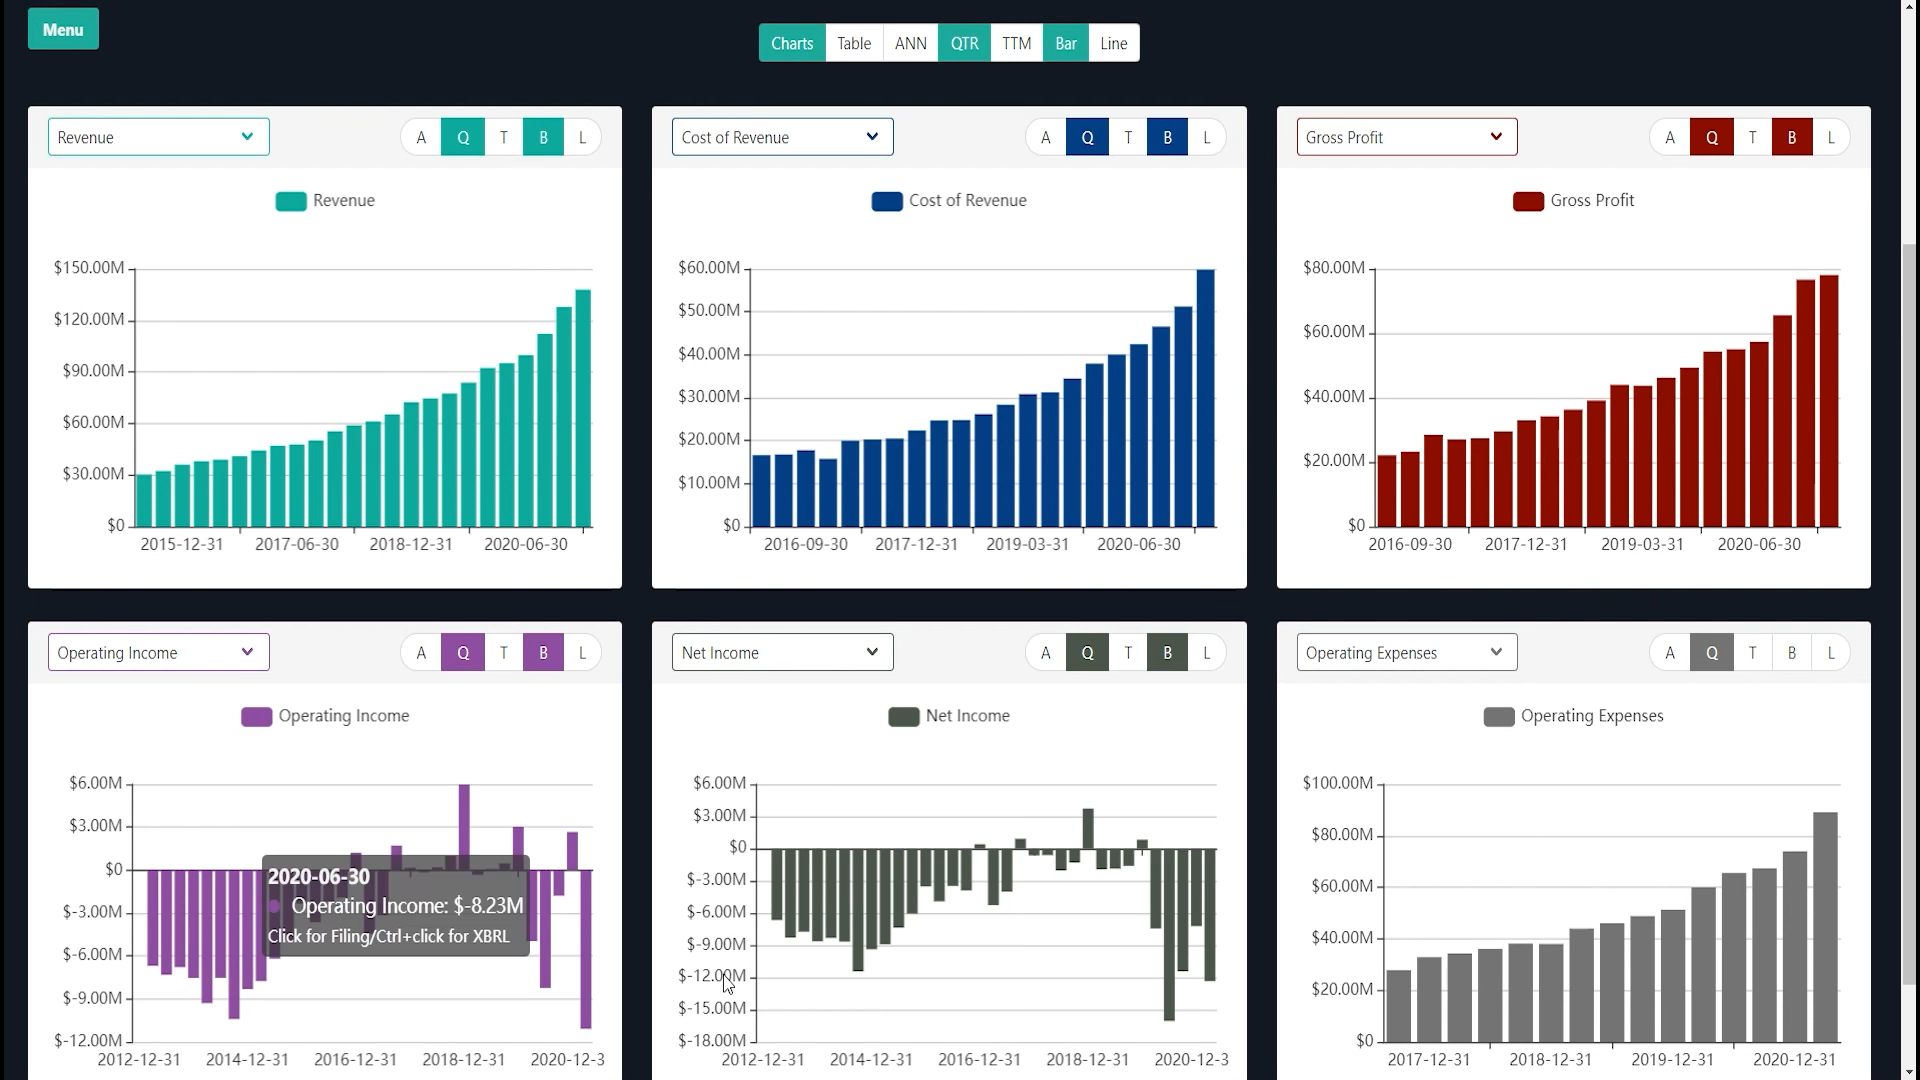 Menu
Charts Table ANN QTR TTM Bar Line
Revenue A Q T B L
Cost of Revenue A Q T B L
Gross Profit A Q T B L
Revenue
Cost of Revenue
Gross Profit
$150.00M
$120.00M
$90.00M
$60.00M
$30.00M
$0
2015-12-31 2017-06-30 2018-12-31 2020-06-30
$60.00M
$50.00M
$40.00M
$30.00M
$20.00M
$10.00M
$0
2016-09-30 2017-12-31 2019-03-31 2020-06-30
$80.00M
$60.00M
$40.00M
$20.00M
$0
2016-09-30 2017-12-31 2019-03-31 2020-06-30
Operating Income A Q T B L
Net Income A Q T B L
Operating Expenses A Q T B L
Operating Income
Net Income
Operating Expenses
$6.00M
$3.00M
$0
$-3.00M
$-6.00M
$-9.00M
$-12.00M
2012-12-31 2014-12-31 2016-12-31 2018-12-31 2020-12-3
2020-06-30
Operating Income: $-8.23M
Click for Filing/Ctrl+click for XBRL
$6.00M
$3.00M
$0
$-3.00M
$-6.00M
$-9.00M
$-12.00M
$-15.00M
$-18.00M
2012-12-31 2014-12-31 2016-12-31 2018-12-31 2020-12-3
$100.00M
$80.00M
$60.00M
$40.00M
$20.00M
$0
2017-12-31 2018-12-31 2019-12-31 2020-12-31